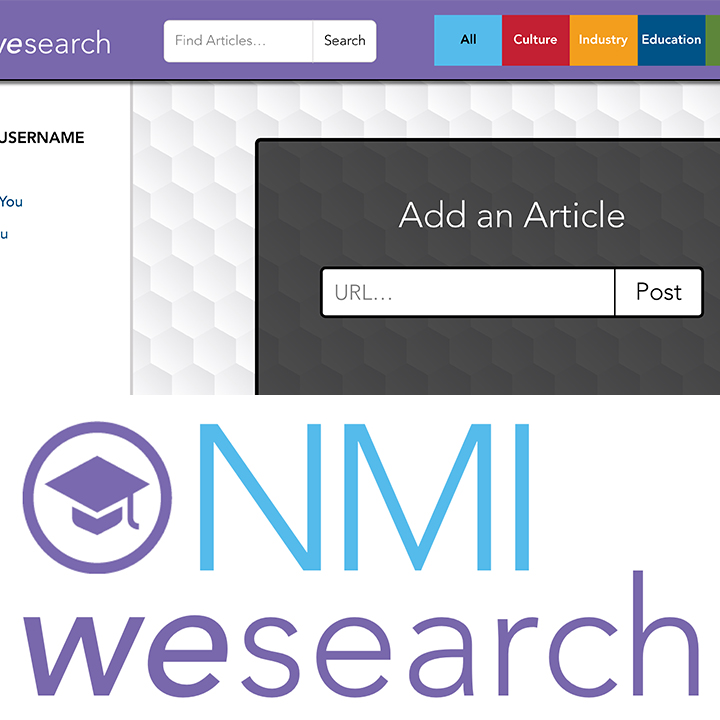 wesearch
Find Articles...
Search
All
Culture
Industry
Education
USERNAME
You
u
Add an Article
URL...
Post
NMI
wesearch